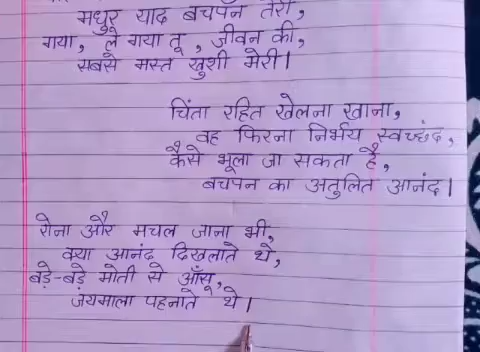 मधुर याद बचपन तेरी,
गया, ले गया तू, जीवन की,
सबसे मस्त खुशी मेरी।
चिंता रहित खेलना खाना,
वह फिरना निर्भय स्वच्छंद,
कैसे भूला जा सकता है,
बचपन का अतुलित आनंद।
रोना और मचल जाना भी,
क्या आनंद दिखलाते थे,
बड़े-बड़े मोती से आँसू,
जयमाला पहनाते थे।